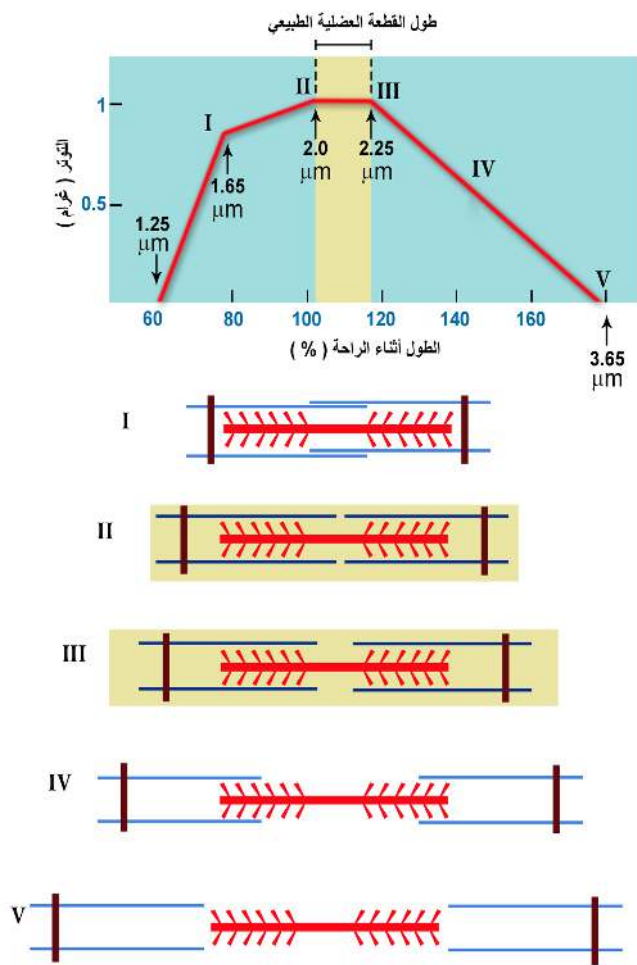 طول القطعة العضلية الطبيعي
II III
I
1
1.65
μm
2.0
μm
2.25
μm
IV
التوتر ( غرام )
0.5
1.25
μm
V
60 80 100 120 140 160
الطول أثناء الراحة ( % )
3.65
μm
I
II
III
IV
V